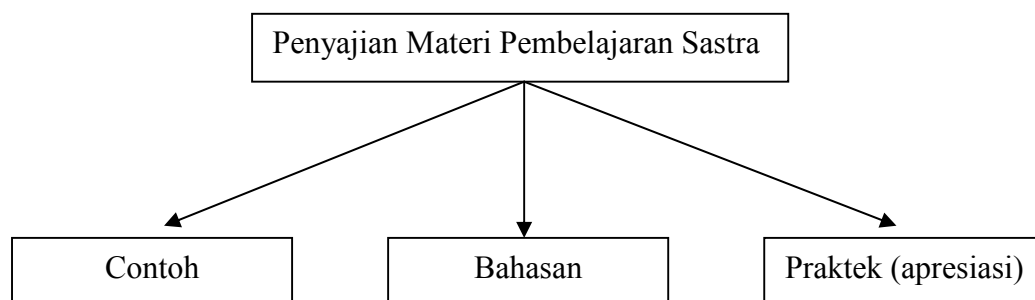 Penyajian Materi Pembelajaran Sastra
Contoh
Bahasan
Praktek (apresiasi)